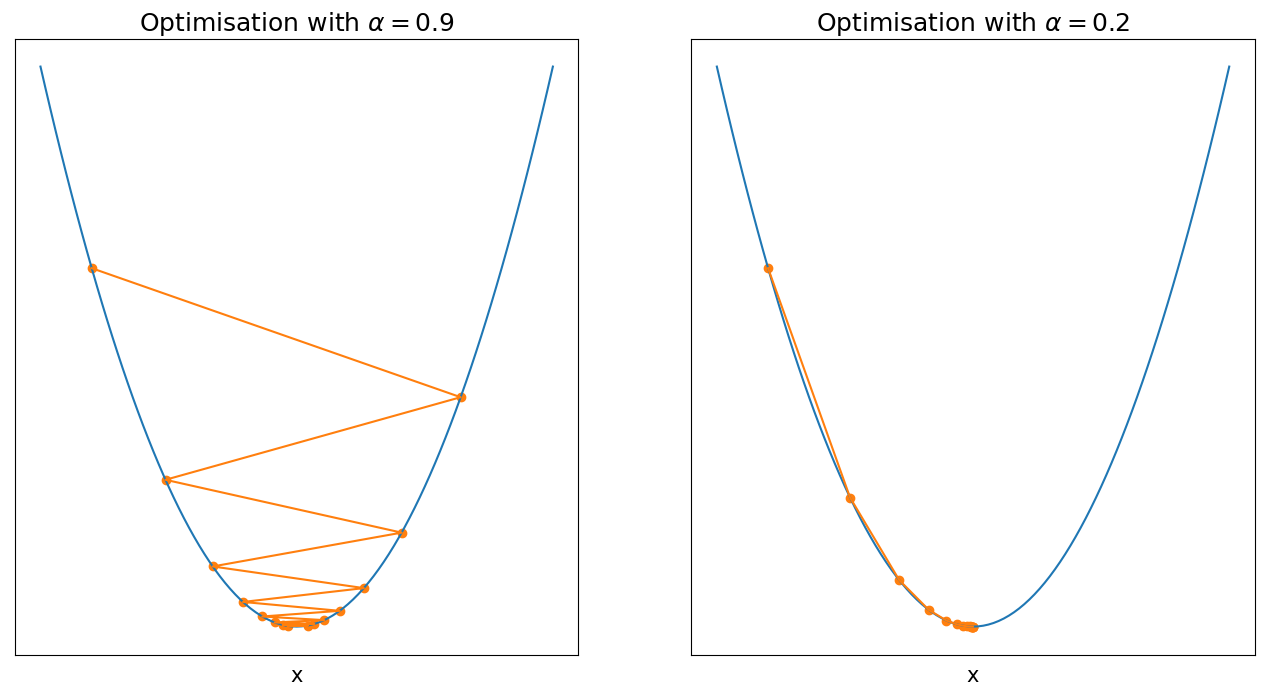 Optimisation with α = 0.9
Optimisation with α = 0.2
x
x